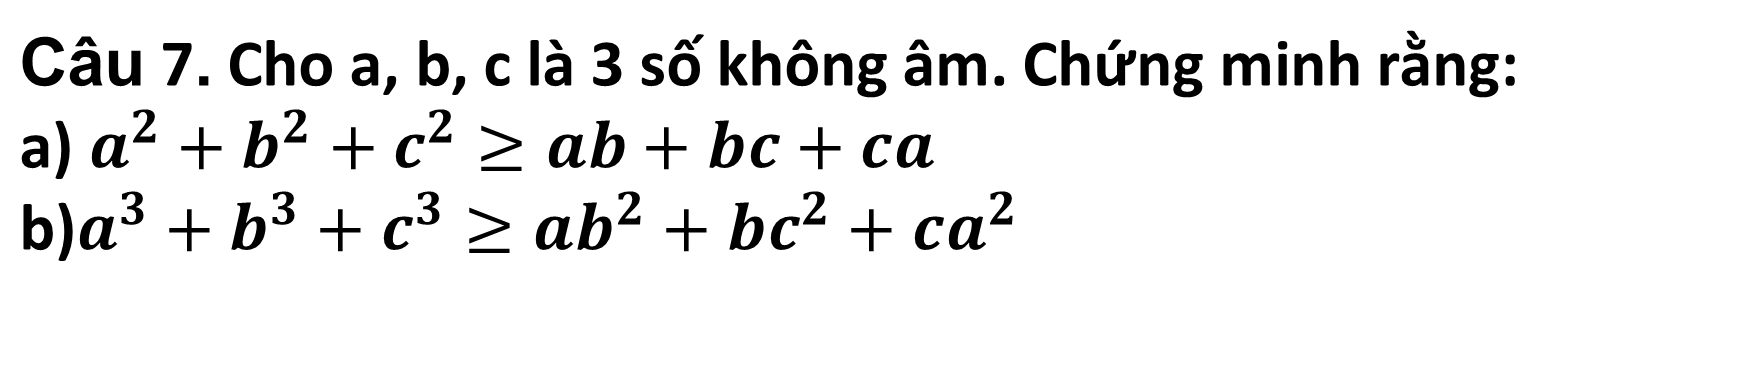 Câu 7. Cho a, b, c là 3 số không âm. Chứng minh rằng:
a) a² + b² + c² ≥ ab + bc + ca
b)a³ + b³ + c³ ≥ ab² + bc² + ca²